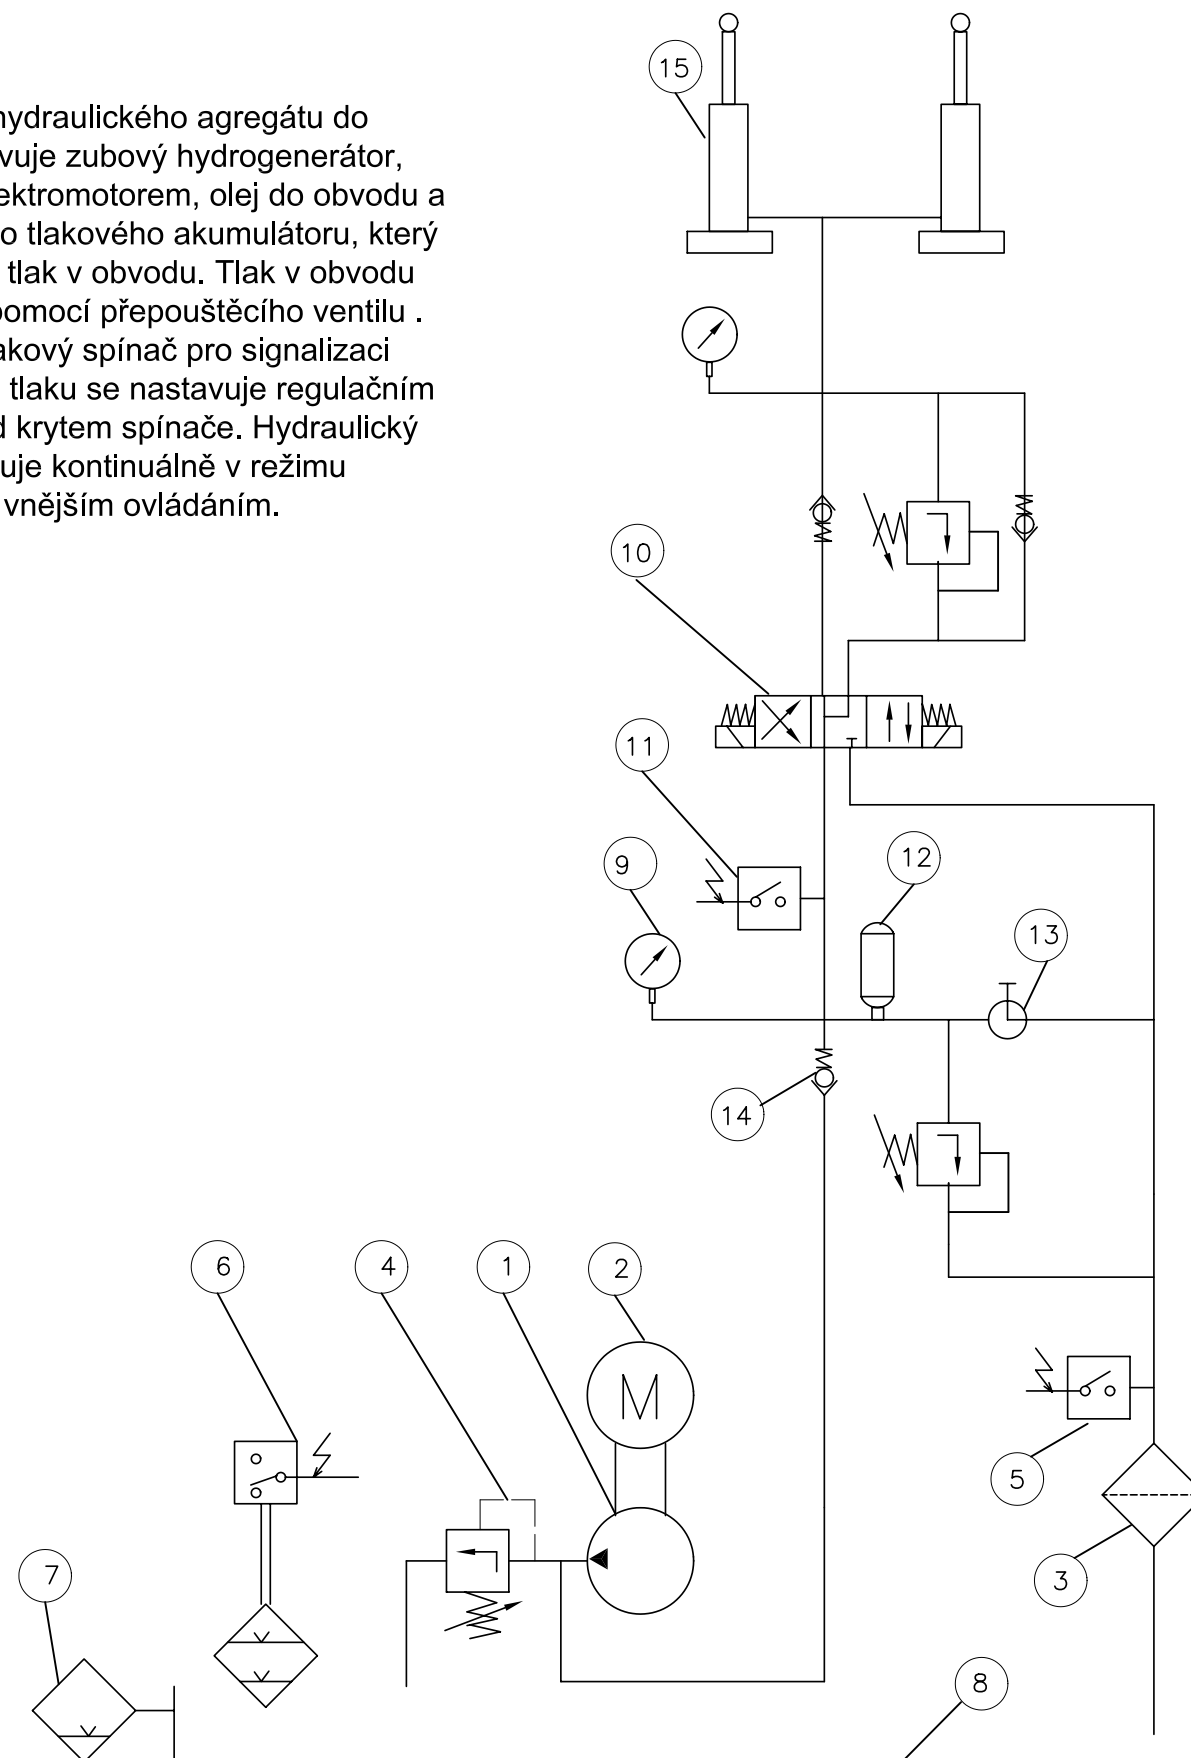 15
hydraulického agregátu do
vuje zubový hydrogenerátor,
ektromotorem, olej do obvodu a
o tlakového akumulátoru, který
tlak v obvodu. Tlak v obvodu
pomocí přepouštěcího ventilu .
akový spínač pro signalizaci
tlaku se nastavuje regulačním
d krytem spínače. Hydraulický
uje kontinuálně v režimu
vnějším ovládáním.
10
11
9
12
13
14
6
4
1
2
M
5
3
7
8